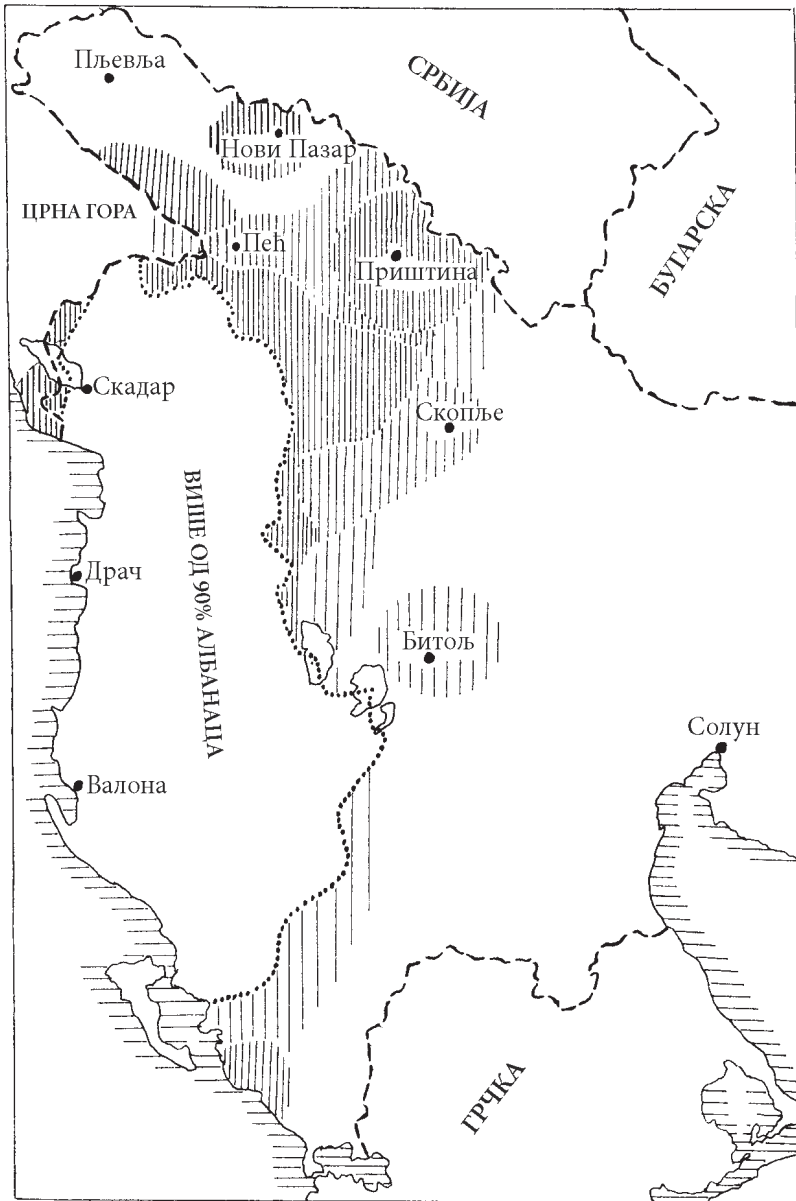 Пљевља
СРБИЈА
Нови Пазар
ЦРНА ГОРА
Пећ
Приштина
БУГАРСКА
Скадар
Скопље
ВИШЕ ОД 90% АЛБАНАЦА
Драч
Битољ
Солун
Валона
ГРЧКА